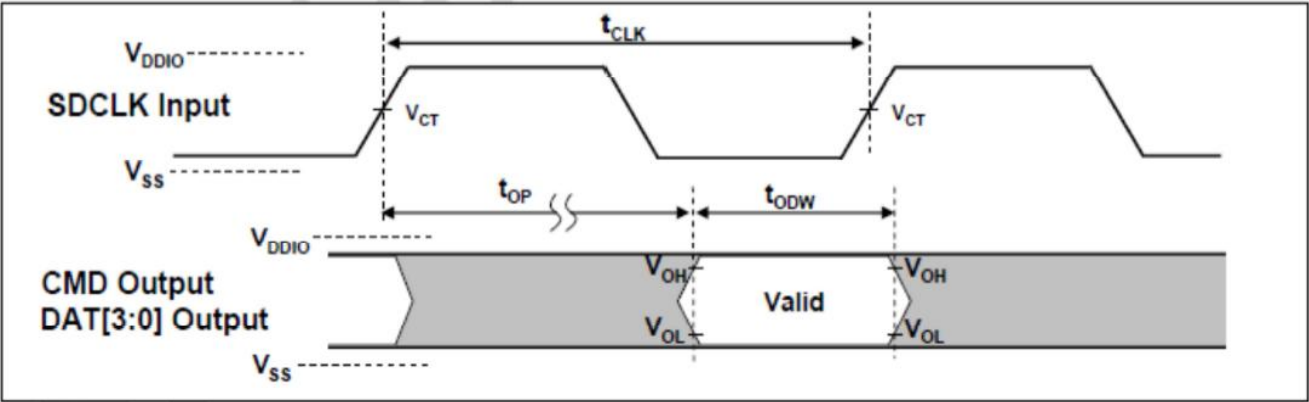 tCLK
VDDIO
SDCLK Input
VCT
VCT
VSS
tOP
tODW
VDDIO
VOH
VOH
CMD Output
Valid
DAT[3:0] Output
VOL
VOL
VSS